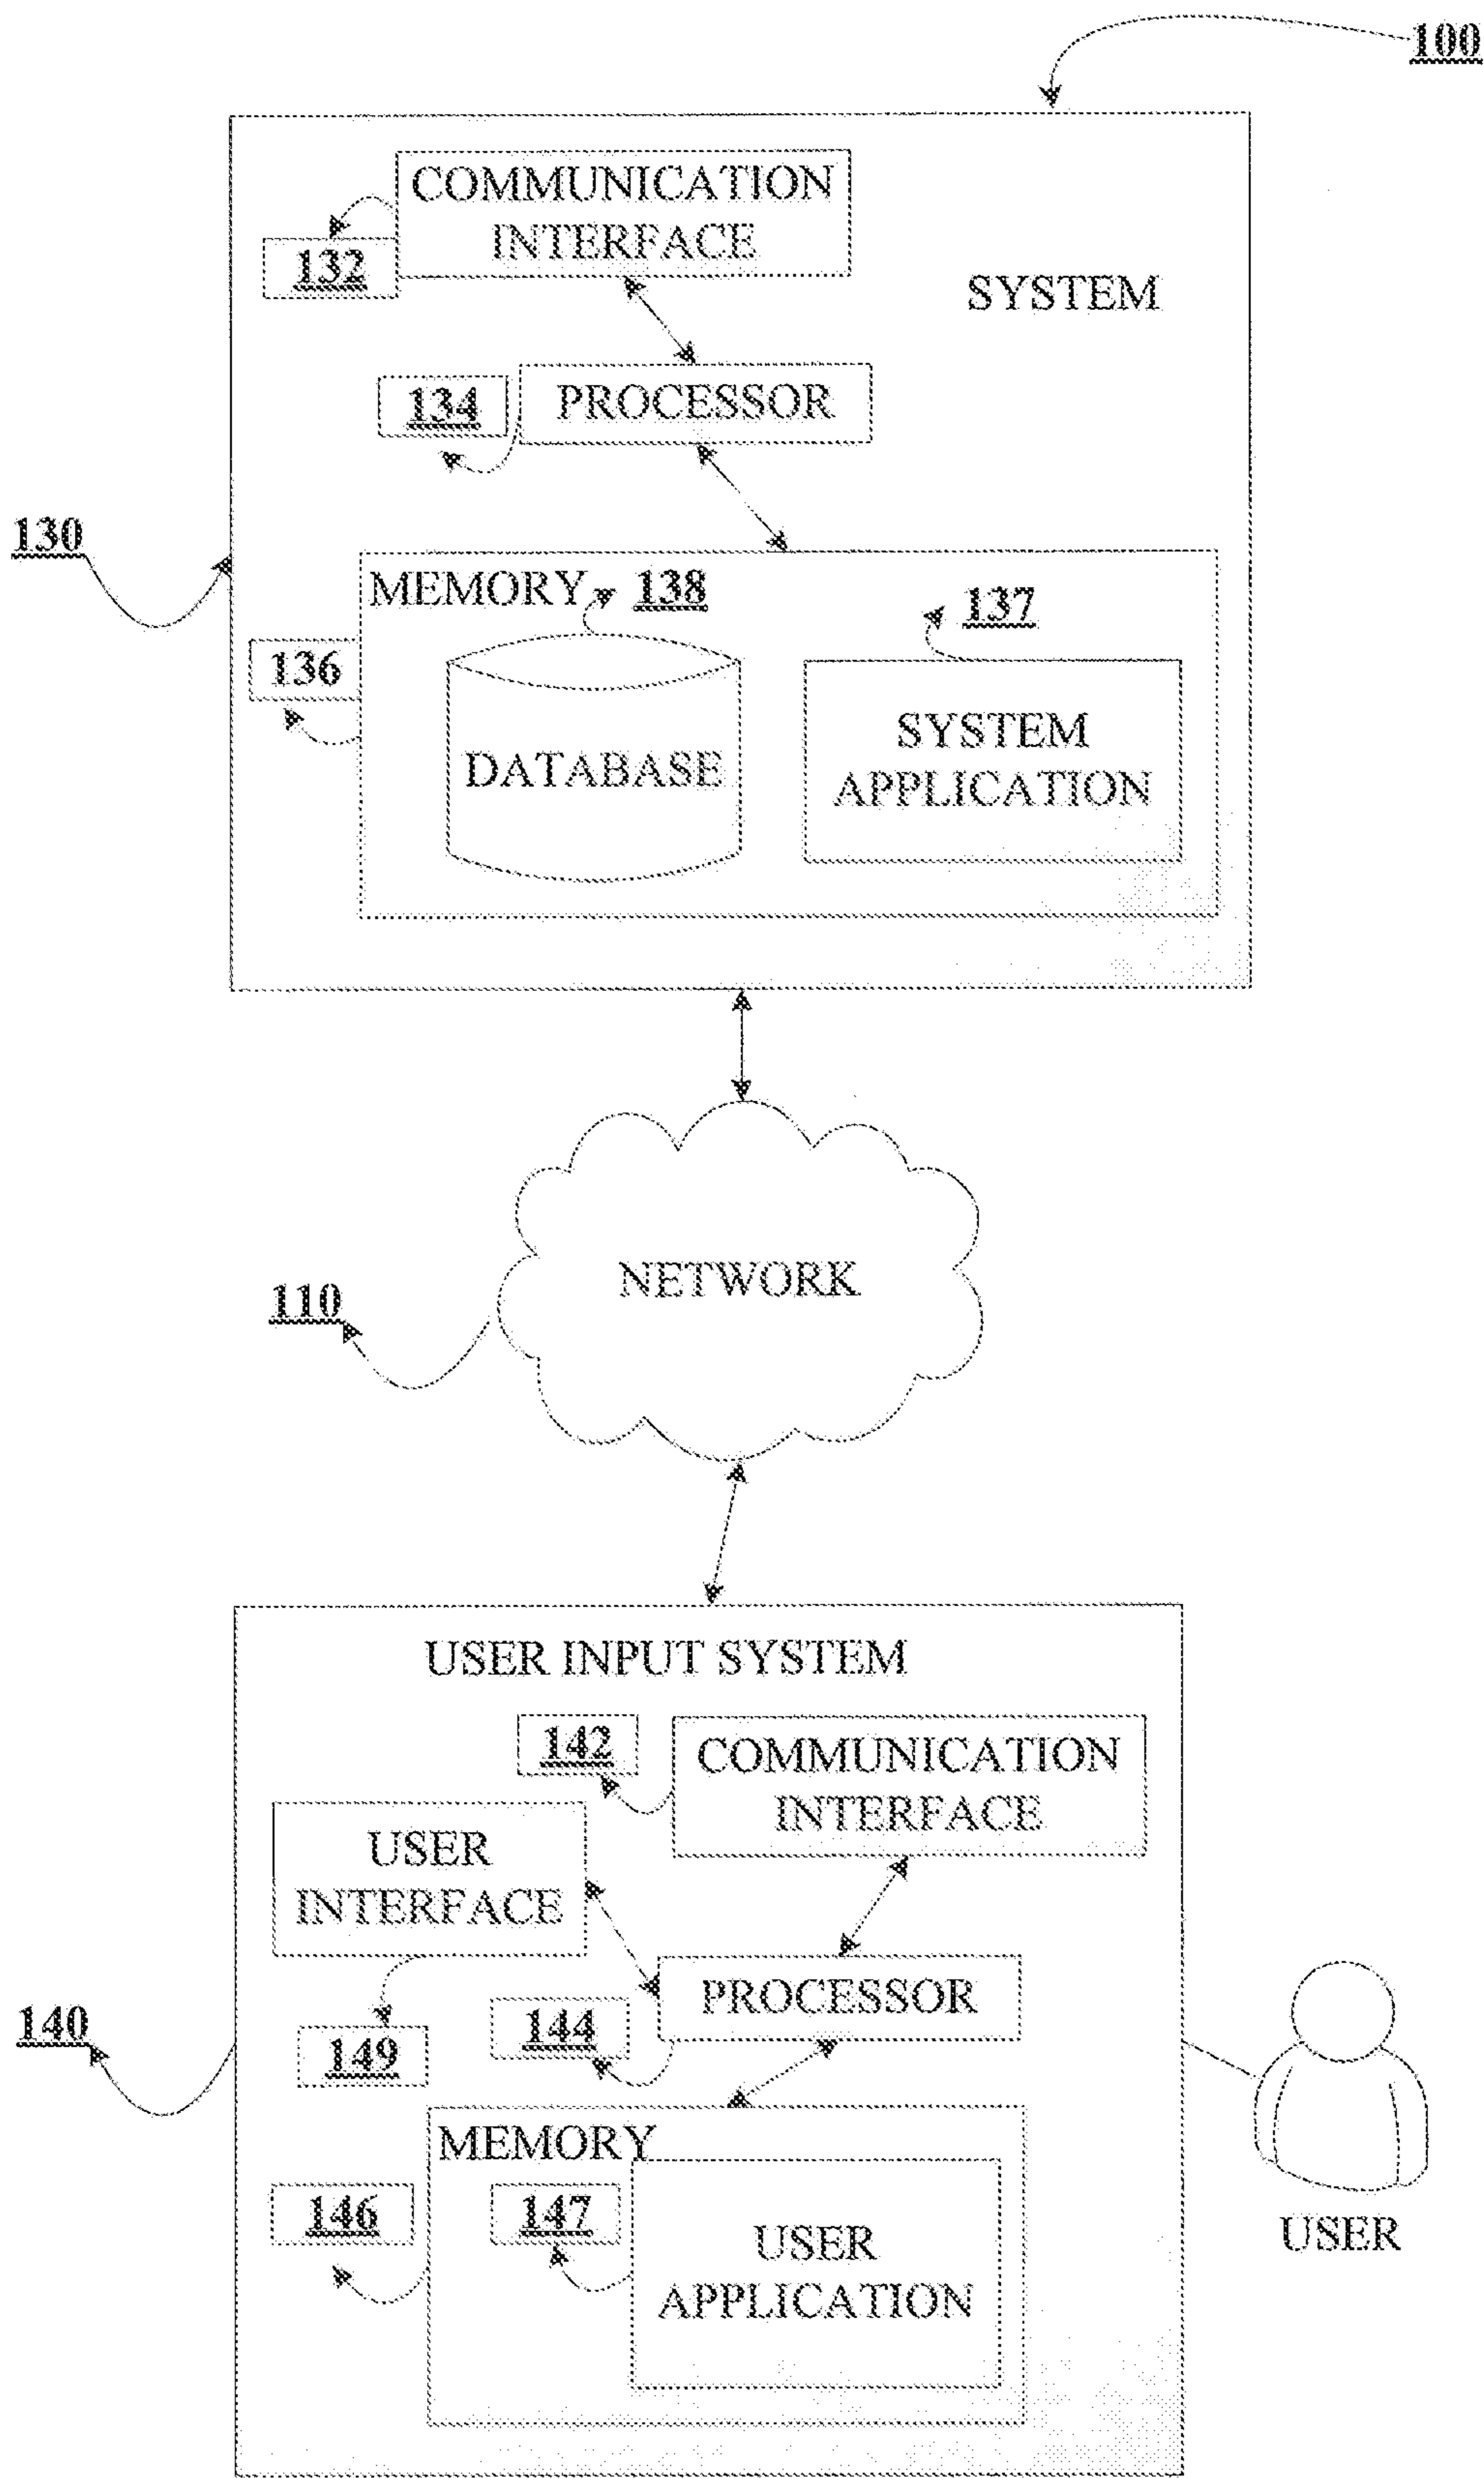 100
COMMUNICATION
INTERFACE
132
SYSTEM
134
PROCESSOR
130
MEMORY
138
137
136
DATABASE
SYSTEM
APPLICATION
NETWORK
110
USER INPUT SYSTEM
142
COMMUNICATION
INTERFACE
USER
INTERFACE
PROCESSOR
144
140
149
MEMORY
146
147
USER
APPLICATION
USER